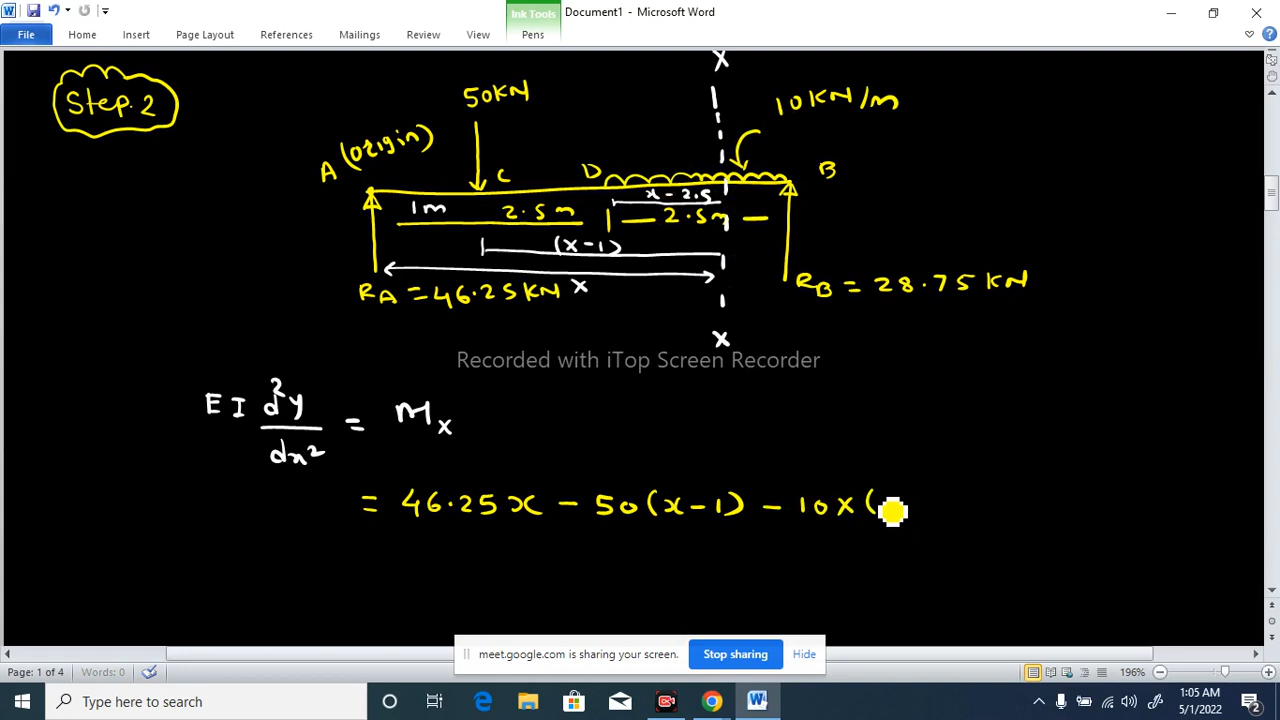 Document1 - Microsoft Word
Ink Tools
File Home Insert Page Layout References Mailings Review View Pens
Step.2
50KN
X
10KN/m
A (origin)
C
D
B
x-2.5
1m
2.5m
2.5m
(x-1)
RA = 46.25KN
x
RB = 28.75 KN
X
Recorded with iTop Screen Recorder
EI d²y/dx² = Mx
= 46.25x - 50(x-1) - 10x(
meet.google.com is sharing your screen. Stop sharing Hide
Page: 1 of 4 Words: 0 196%
Type here to search
1:05 AM
5/1/2022
2